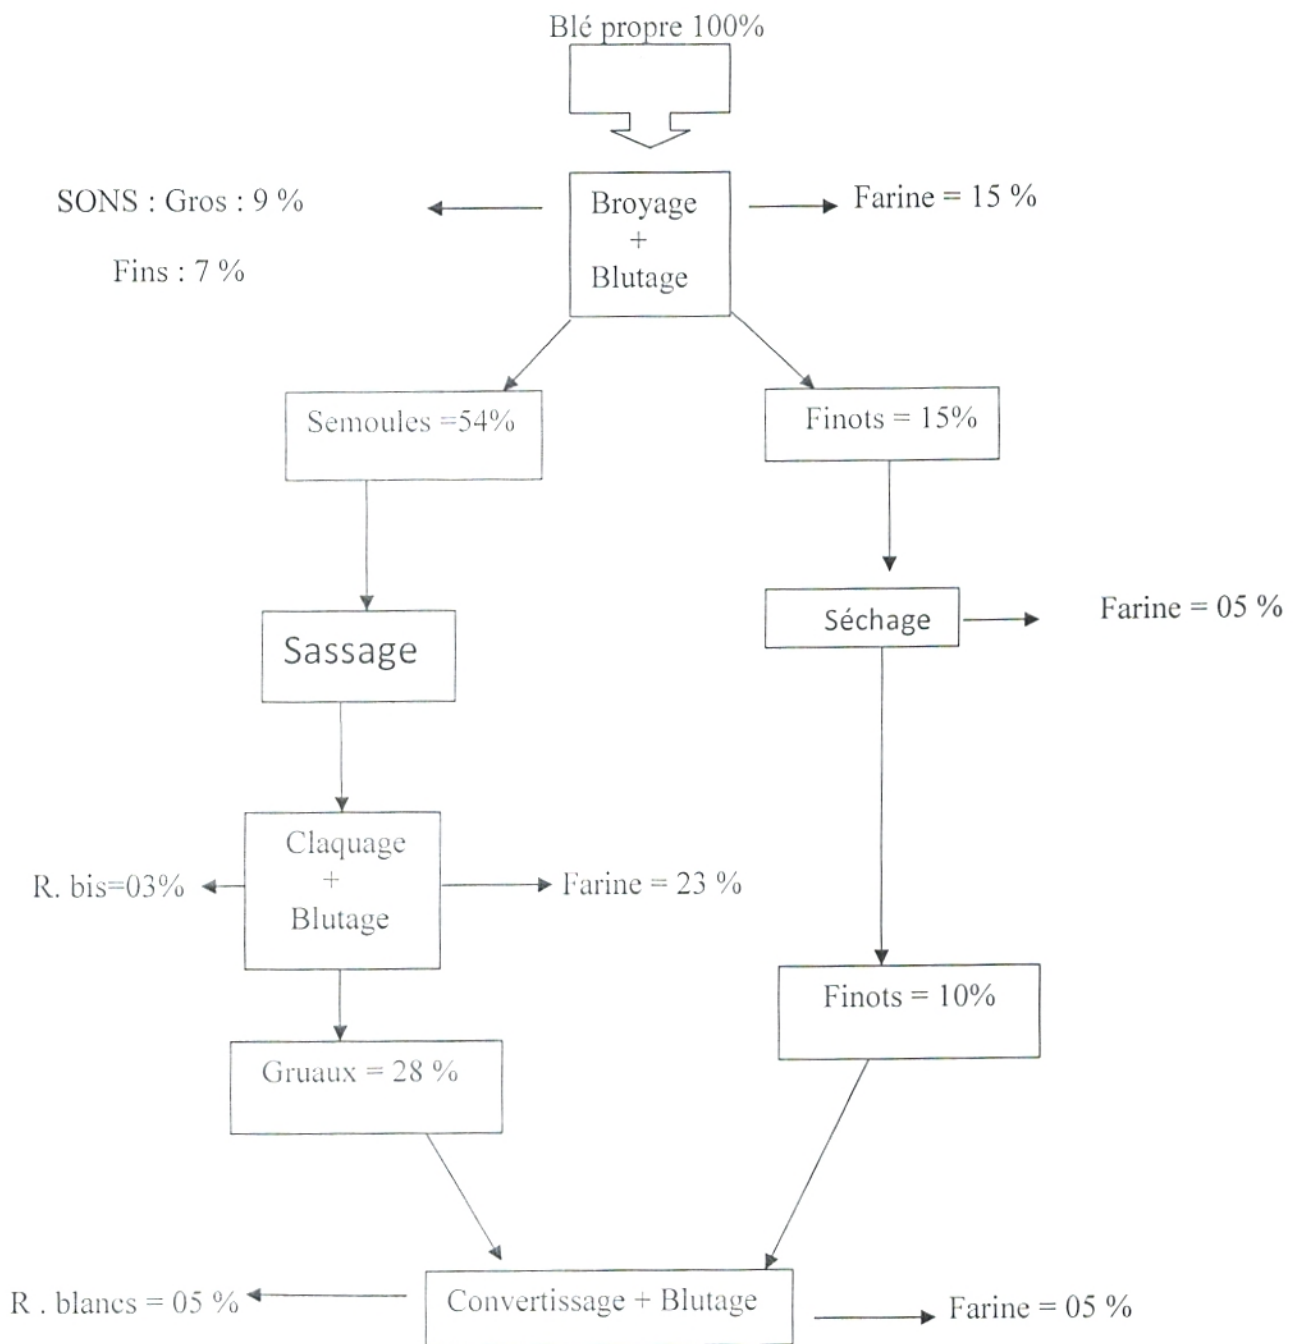 Blé propre 100%
SONS : Gros : 9 %
Fins : 7 %
Broyage
+
Blutage
Farine = 15 %
Semoules =54%
Finots = 15%
Sassage
Séchage
Farine = 05 %
R. bis=03%
Claquage
+
Blutage
Farine = 23 %
Finots = 10%
Gruaux = 28 %
R . blancs = 05 %
Convertissage + Blutage
Farine = 05 %